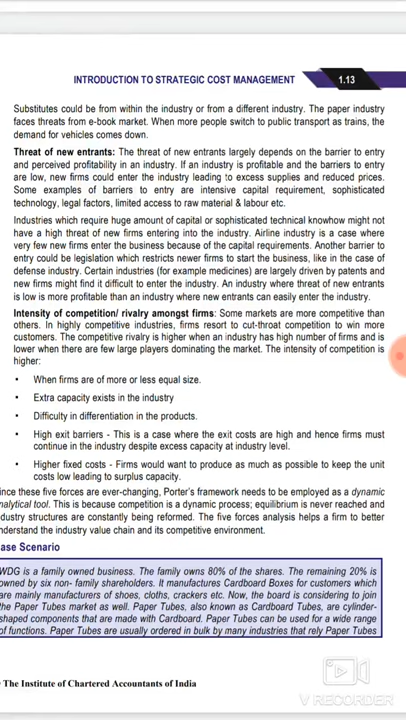 INTRODUCTION TO STRATEGIC COST MANAGEMENT 1.13
Substitutes could be from within the industry or from a different industry. The paper industry
faces threats from e-book market. When more people switch to public transport as trains, the
demand for vehicles comes down.
Threat of new entrants: The threat of new entrants largely depends on the barrier to entry
and perceived profitability in an industry. If an industry is profitable and the barriers to entry
are low, new firms could enter the industry leading to excess supplies and reduced prices.
Some examples of barriers to entry are intensive capital requirement, sophisticated
technology, legal factors, limited access to raw material & labour etc.
Industries which require huge amount of capital or sophisticated technical knowhow might not
have a high threat of new firms entering into the industry. Airline industry is a case where
very few new firms enter the business because of the capital requirements. Another barrier to
entry could be legislation which restricts newer firms to start the business, like in the case of
defense industry. Certain industries (for example medicines) are largely driven by patents and
new firms might find it difficult to enter the industry. An industry where threat of new entrants
is low is more profitable than an industry where new entrants can easily enter the industry.
Intensity of competition/ rivalry amongst firms: Some markets are more competitive than
others. In highly competitive industries, firms resort to cut-throat competition to win more
customers. The competitive rivalry is higher when an industry has high number of firms and is
lower when there are few large players dominating the market. The intensity of competition is
higher:
• When firms are of more or less equal size.
• Extra capacity exists in the industry
• Difficulty in differentiation in the products.
• High exit barriers - This is a case where the exit costs are high and hence firms must
continue in the industry despite excess capacity at industry level.
• Higher fixed costs - Firms would want to produce as much as possible to keep the unit
costs low leading to surplus capacity.
ince these five forces are ever-changing, Porter's framework needs to be employed as a dynamic
nalytical tool. This is because competition is a dynamic process; equilibrium is never reached and
dustry structures are constantly being reformed. The five forces analysis helps a firm to better
nderstand the industry value chain and its competitive environment.
ase Scenario
WDG is a family owned business. The family owns 80% of the shares. The remaining 20% is
owned by six non- family shareholders. It manufactures Cardboard Boxes for customers which
are mainly manufacturers of shoes, cloths, crackers etc. Now, the board is considering to join
the Paper Tubes market as well. Paper Tubes, also known as Cardboard Tubes, are cylinder-
shaped components that are made with Cardboard. Paper Tubes can be used for a wide range
of functions. Paper Tubes are usually ordered in bulk by many industries that rely Paper Tubes
The Institute of Chartered Accountants of India
V RECORDER